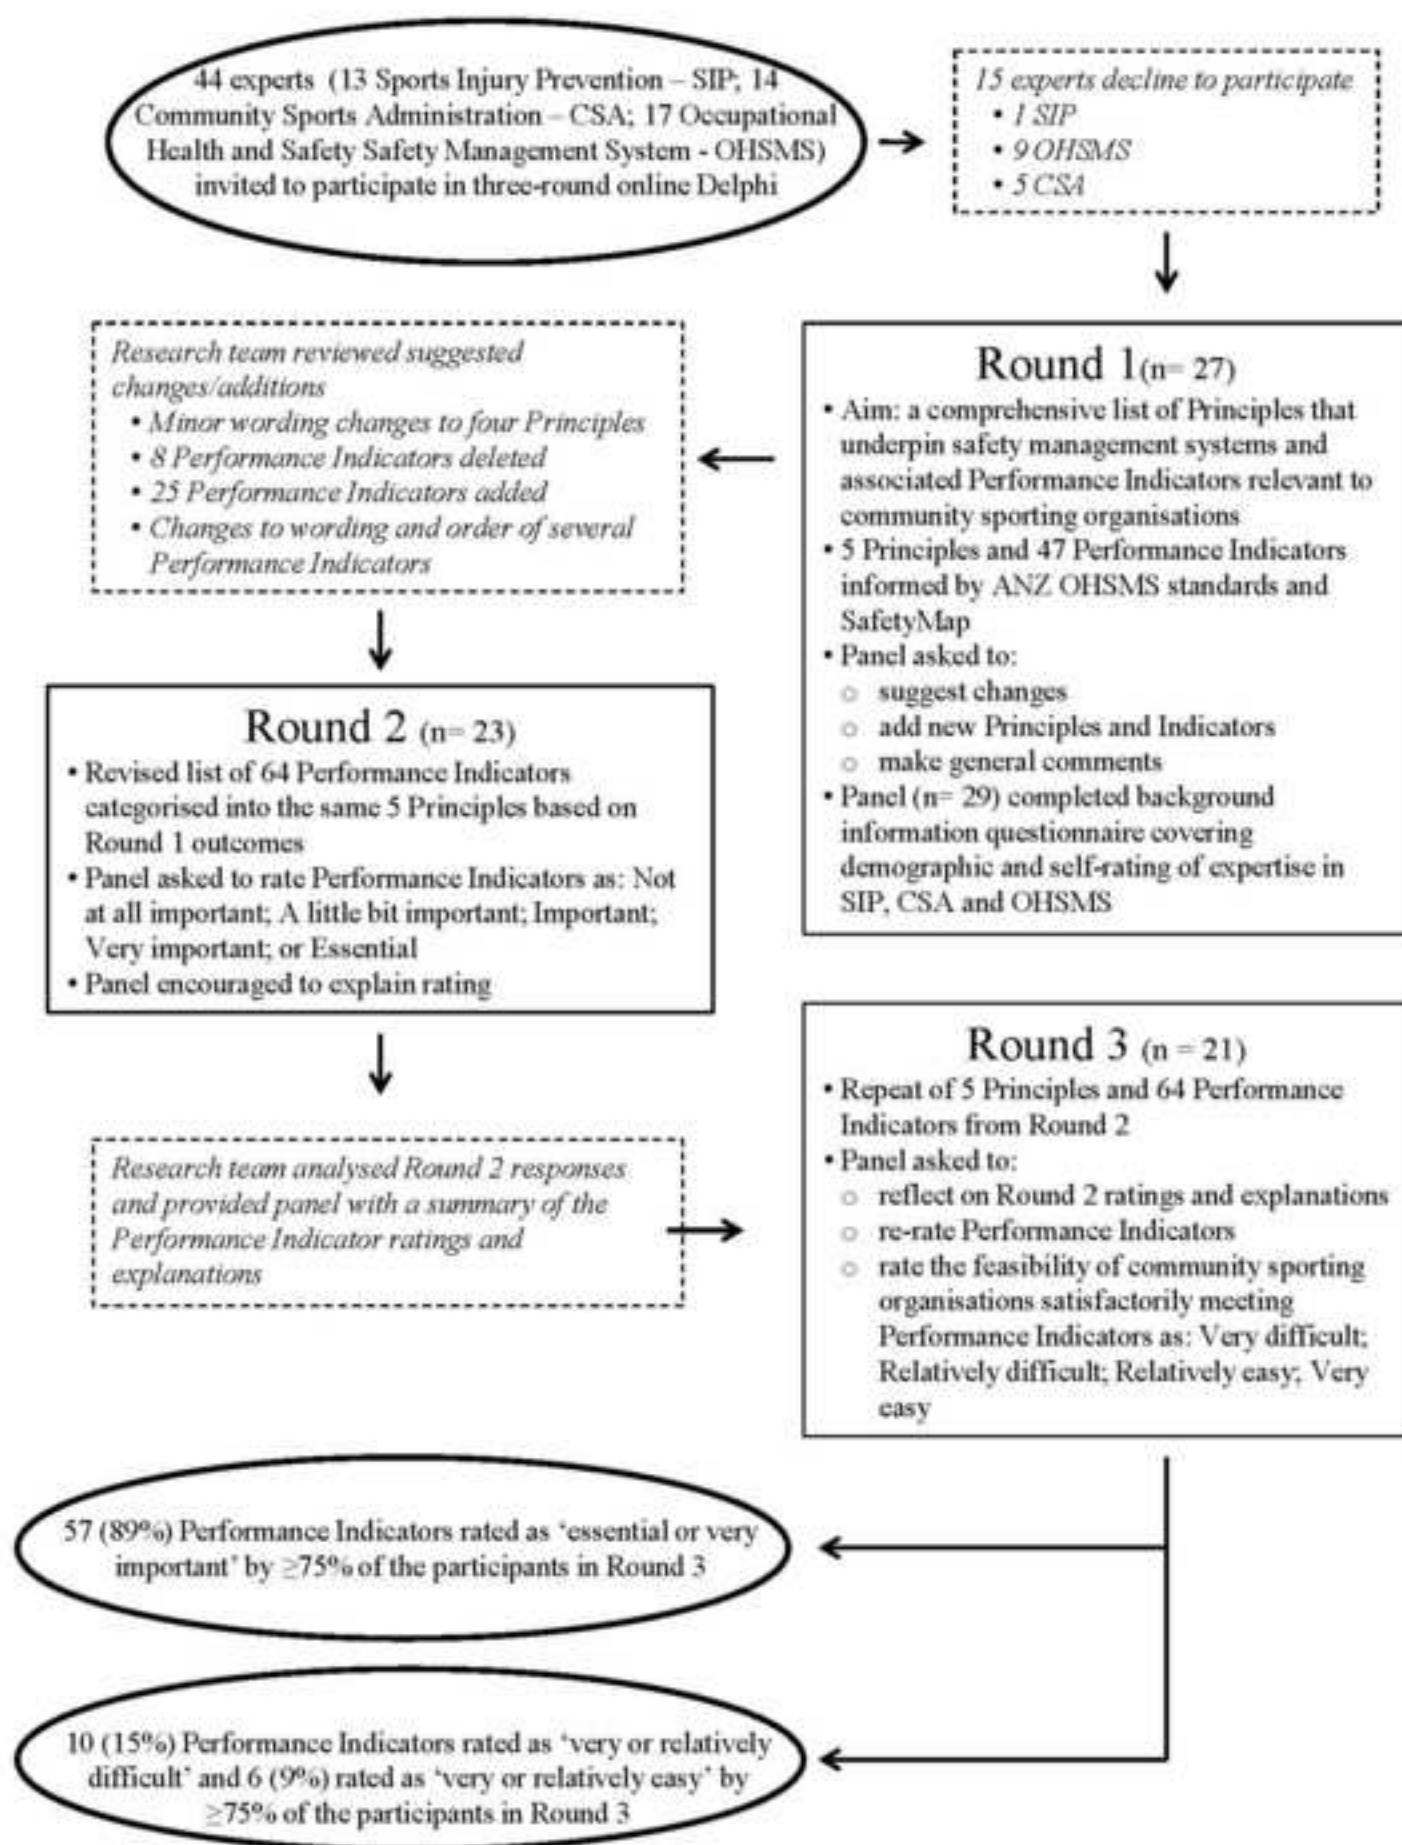 44 experts (13 Sports Injury Prevention – SIP; 14
Community Sports Administration – CSA; 17 Occupational
Health and Safety Safety Management System - OHSMS)
invited to participate in three-round online Delphi
15 experts decline to participate
• 1 SIP
• 9 OHSMS
• 5 CSA
Round 1(n= 27)
• Aim: a comprehensive list of Principles that
underpin safety management systems and
associated Performance Indicators relevant to
community sporting organisations
• 5 Principles and 47 Performance Indicators
informed by ANZ OHSMS standards and
SafetyMap
• Panel asked to:
○ suggest changes
○ add new Principles and Indicators
○ make general comments
• Panel (n= 29) completed background
information questionnaire covering
demographic and self-rating of expertise in
SIP, CSA and OHSMS
Research team reviewed suggested
changes/additions
• Minor wording changes to four Principles
• 8 Performance Indicators deleted
• 25 Performance Indicators added
• Changes to wording and order of several
Performance Indicators
Round 2 (n= 23)
• Revised list of 64 Performance Indicators
categorised into the same 5 Principles based on
Round 1 outcomes
• Panel asked to rate Performance Indicators as: Not
at all important; A little bit important; Important;
Very important; or Essential
• Panel encouraged to explain rating
Research team analysed Round 2 responses
and provided panel with a summary of the
Performance Indicator ratings and
explanations
Round 3 (n = 21)
• Repeat of 5 Principles and 64 Performance
Indicators from Round 2
• Panel asked to:
○ reflect on Round 2 ratings and explanations
○ re-rate Performance Indicators
○ rate the feasibility of community sporting
organisations satisfactorily meeting
Performance Indicators as: Very difficult;
Relatively difficult; Relatively easy; Very
easy
57 (89%) Performance Indicators rated as ‘essential or very
important’ by ≥75% of the participants in Round 3
10 (15%) Performance Indicators rated as ‘very or relatively
difficult’ and 6 (9%) rated as ‘very or relatively easy’ by
≥75% of the participants in Round 3